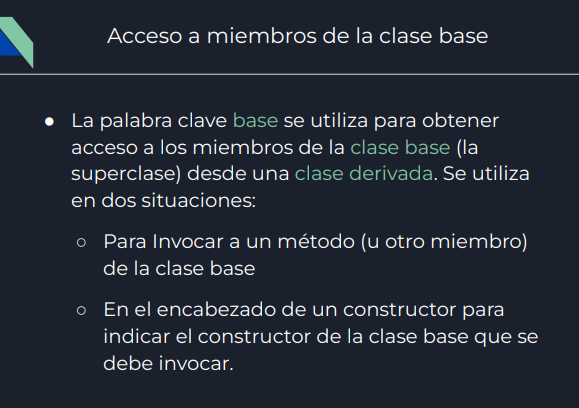 Acceso a miembros de la clase base
● La palabra clave base se utiliza para obtener
acceso a los miembros de la clase base (la
superclase) desde una clase derivada. Se utiliza
en dos situaciones:
○ Para Invocar a un método (u otro miembro)
de la clase base
○ En el encabezado de un constructor para
indicar el constructor de la clase base que se
debe invocar.